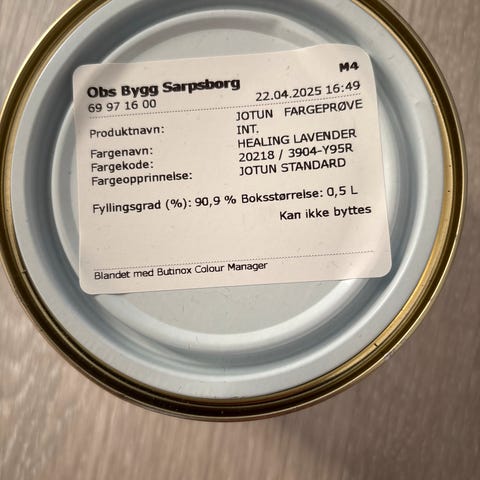 M4
Obs Bygg Sarpsborg
69 97 16 00 22.04.2025 16:49
Produktnavn: JOTUN FARGEPRØVE
INT.
Fargenavn: HEALING LAVENDER
Fargekode: 20218 / 3904-Y95R
Fargeopprinnelse: JOTUN STANDARD
Fyllingsgrad (%): 90,9 % Boksstørrelse: 0,5 L
Kan ikke byttes
Blandet med Butinox Colour Manager